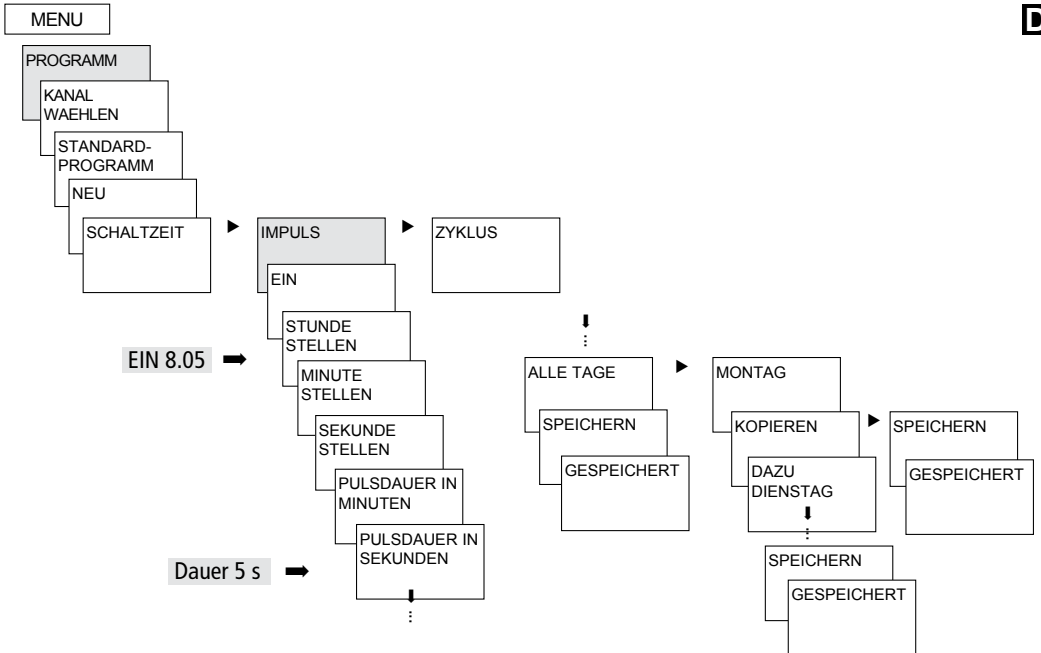 MENU
D
PROGRAMM
KANAL
WAEHLEN
STANDARD-
PROGRAMM
NEU
SCHALTZEIT
IMPULS
ZYKLUS
EIN
STUNDE
STELLEN
EIN 8.05
MINUTE
STELLEN
SEKUNDE
STELLEN
PULSDAUER IN
MINUTEN
PULSDAUER IN
SEKUNDEN
Dauer 5 s
ALLE TAGE
SPEICHERN
GESPEICHERT
MONTAG
KOPIEREN
DAZU
DIENSTAG
SPEICHERN
GESPEICHERT
SPEICHERN
GESPEICHERT